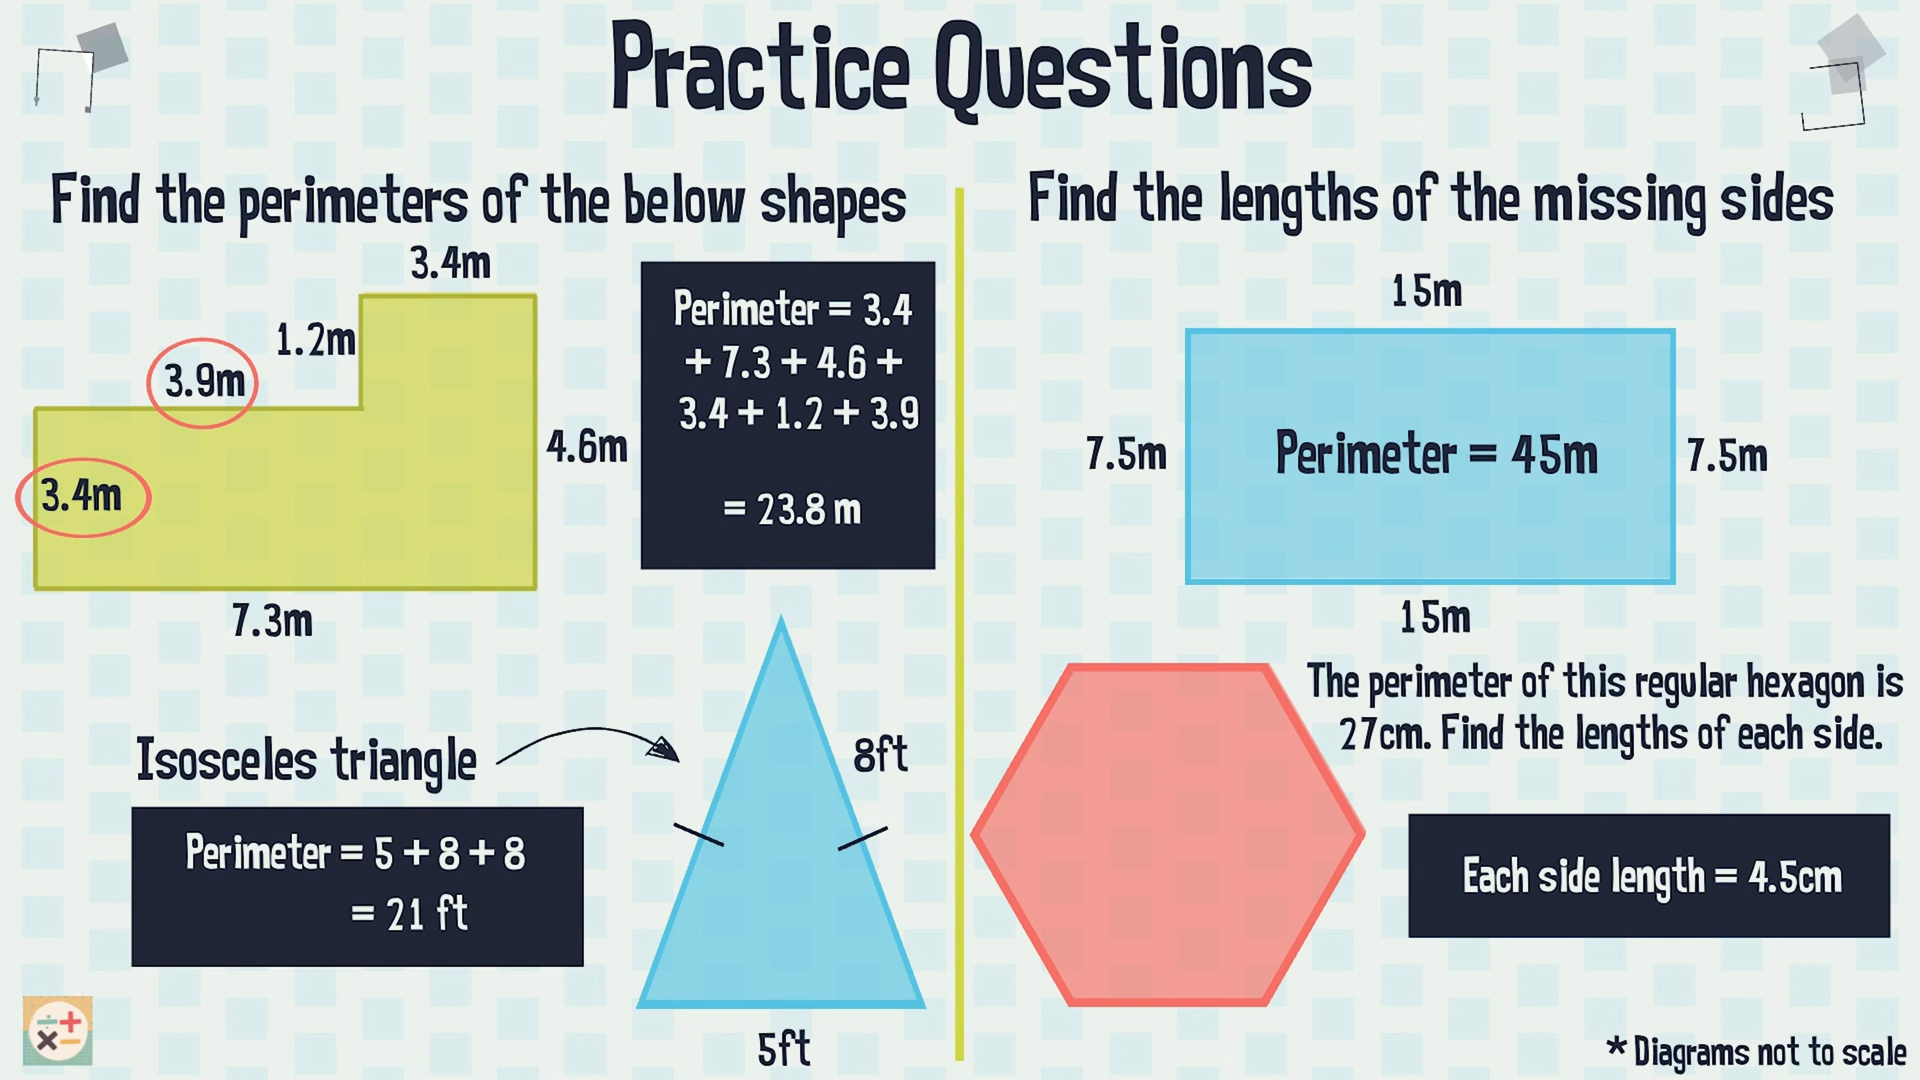 Practice Questions
Find the perimeters of the below shapes
3.4m
1.2m
3.9m
3.4m
4.6m
7.3m
Perimeter = 3.4
+ 7.3 + 4.6 +
3.4 + 1.2 + 3.9
= 23.8 m
Isosceles triangle
8ft
5ft
Perimeter = 5 + 8 + 8
= 21 ft
Find the lengths of the missing sides
15m
7.5m
Perimeter = 45m
7.5m
15m
The perimeter of this regular hexagon is
27cm. Find the lengths of each side.
Each side length = 4.5cm
* Diagrams not to scale